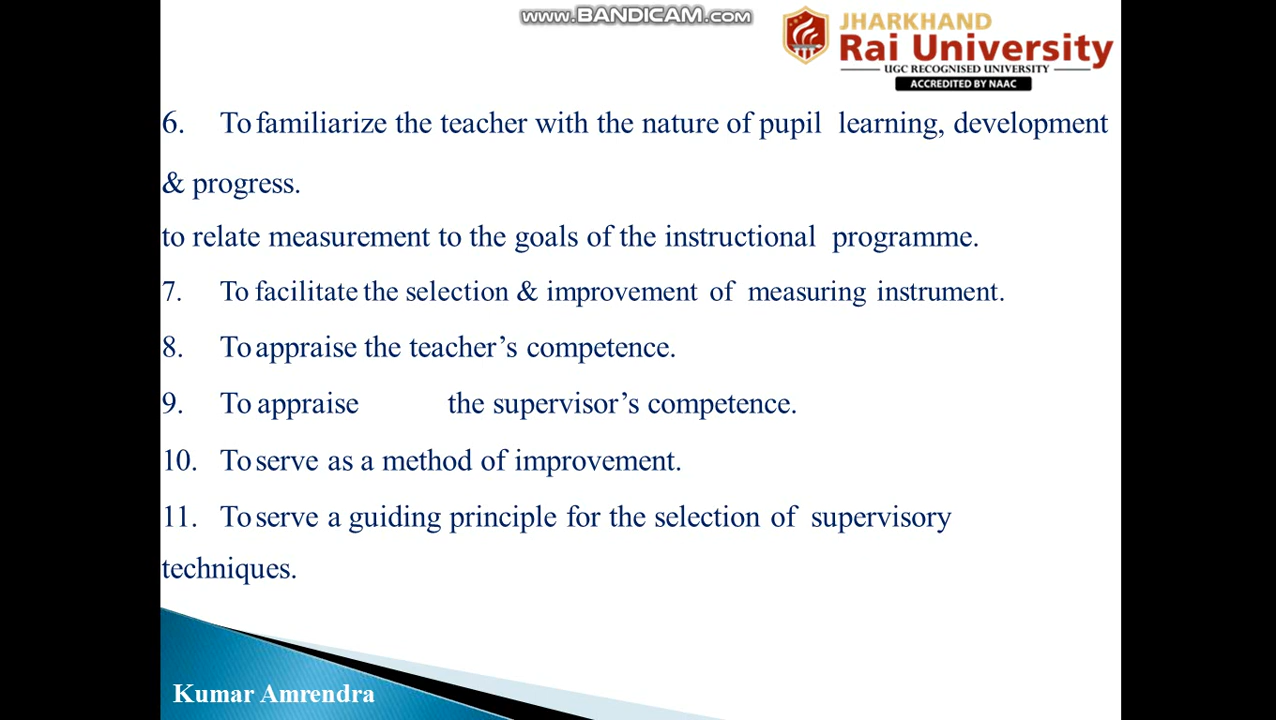 www.BANDICAM.com
JHARKHAND
Rai University
UGC RECOGNISED UNIVERSITY
ACCREDITED BY NAAC
6. To familiarize the teacher with the nature of pupil learning, development
& progress.
to relate measurement to the goals of the instructional programme.
7. To facilitate the selection & improvement of measuring instrument.
8. To appraise the teacher’s competence.
9. To appraise the supervisor’s competence.
10. To serve as a method of improvement.
11. To serve a guiding principle for the selection of supervisory
techniques.
Kumar Amrendra